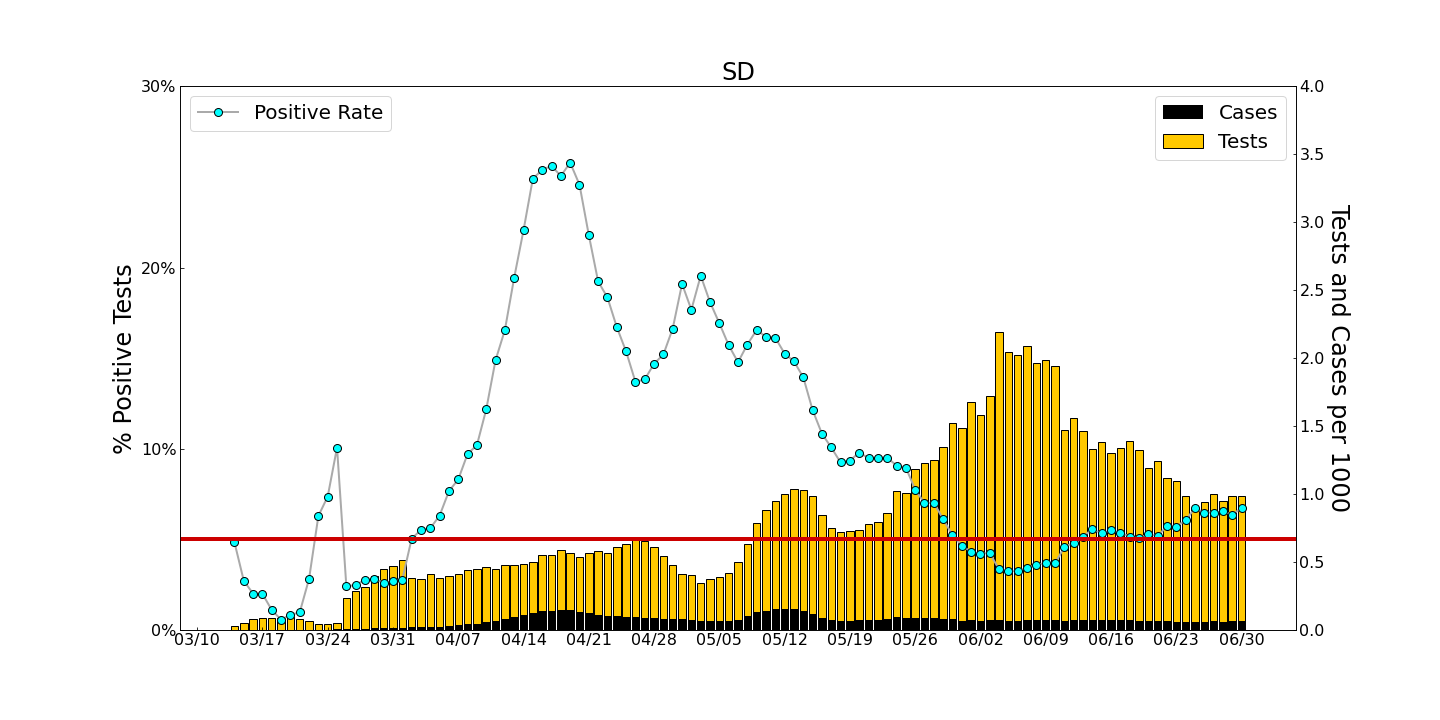 SD
30%
20%
10%
0%
% Positive Tests
Positive Rate
Cases
Tests
4.0
3.5
3.0
2.5
2.0
1.5
1.0
0.5
0.0
Tests and Cases per 1000
03/10 03/17 03/24 03/31 04/07 04/14 04/21 04/28 05/05 05/12 05/19 05/26 06/02 06/09 06/16 06/23 06/30